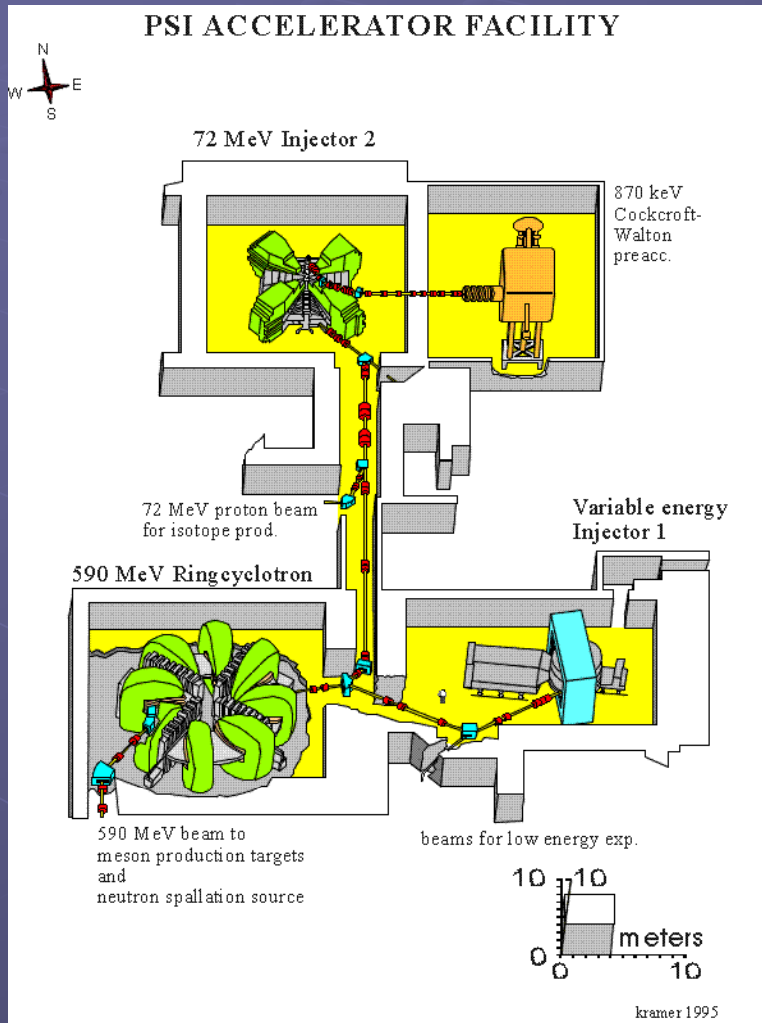 PSI ACCELERATOR FACILITY
N
W
E
S
72 MeV Injector 2
870 keV
Cockcroft-
Walton
preacc.
72 MeV proton beam
for isotope prod.
Variable energy
Injector 1
590 MeV Ringcyclotron
590 MeV beam to
meson production targets
and
neutron spallation source
beams for low energy exp.
10 10
0 meters
0 10
kramer 1995